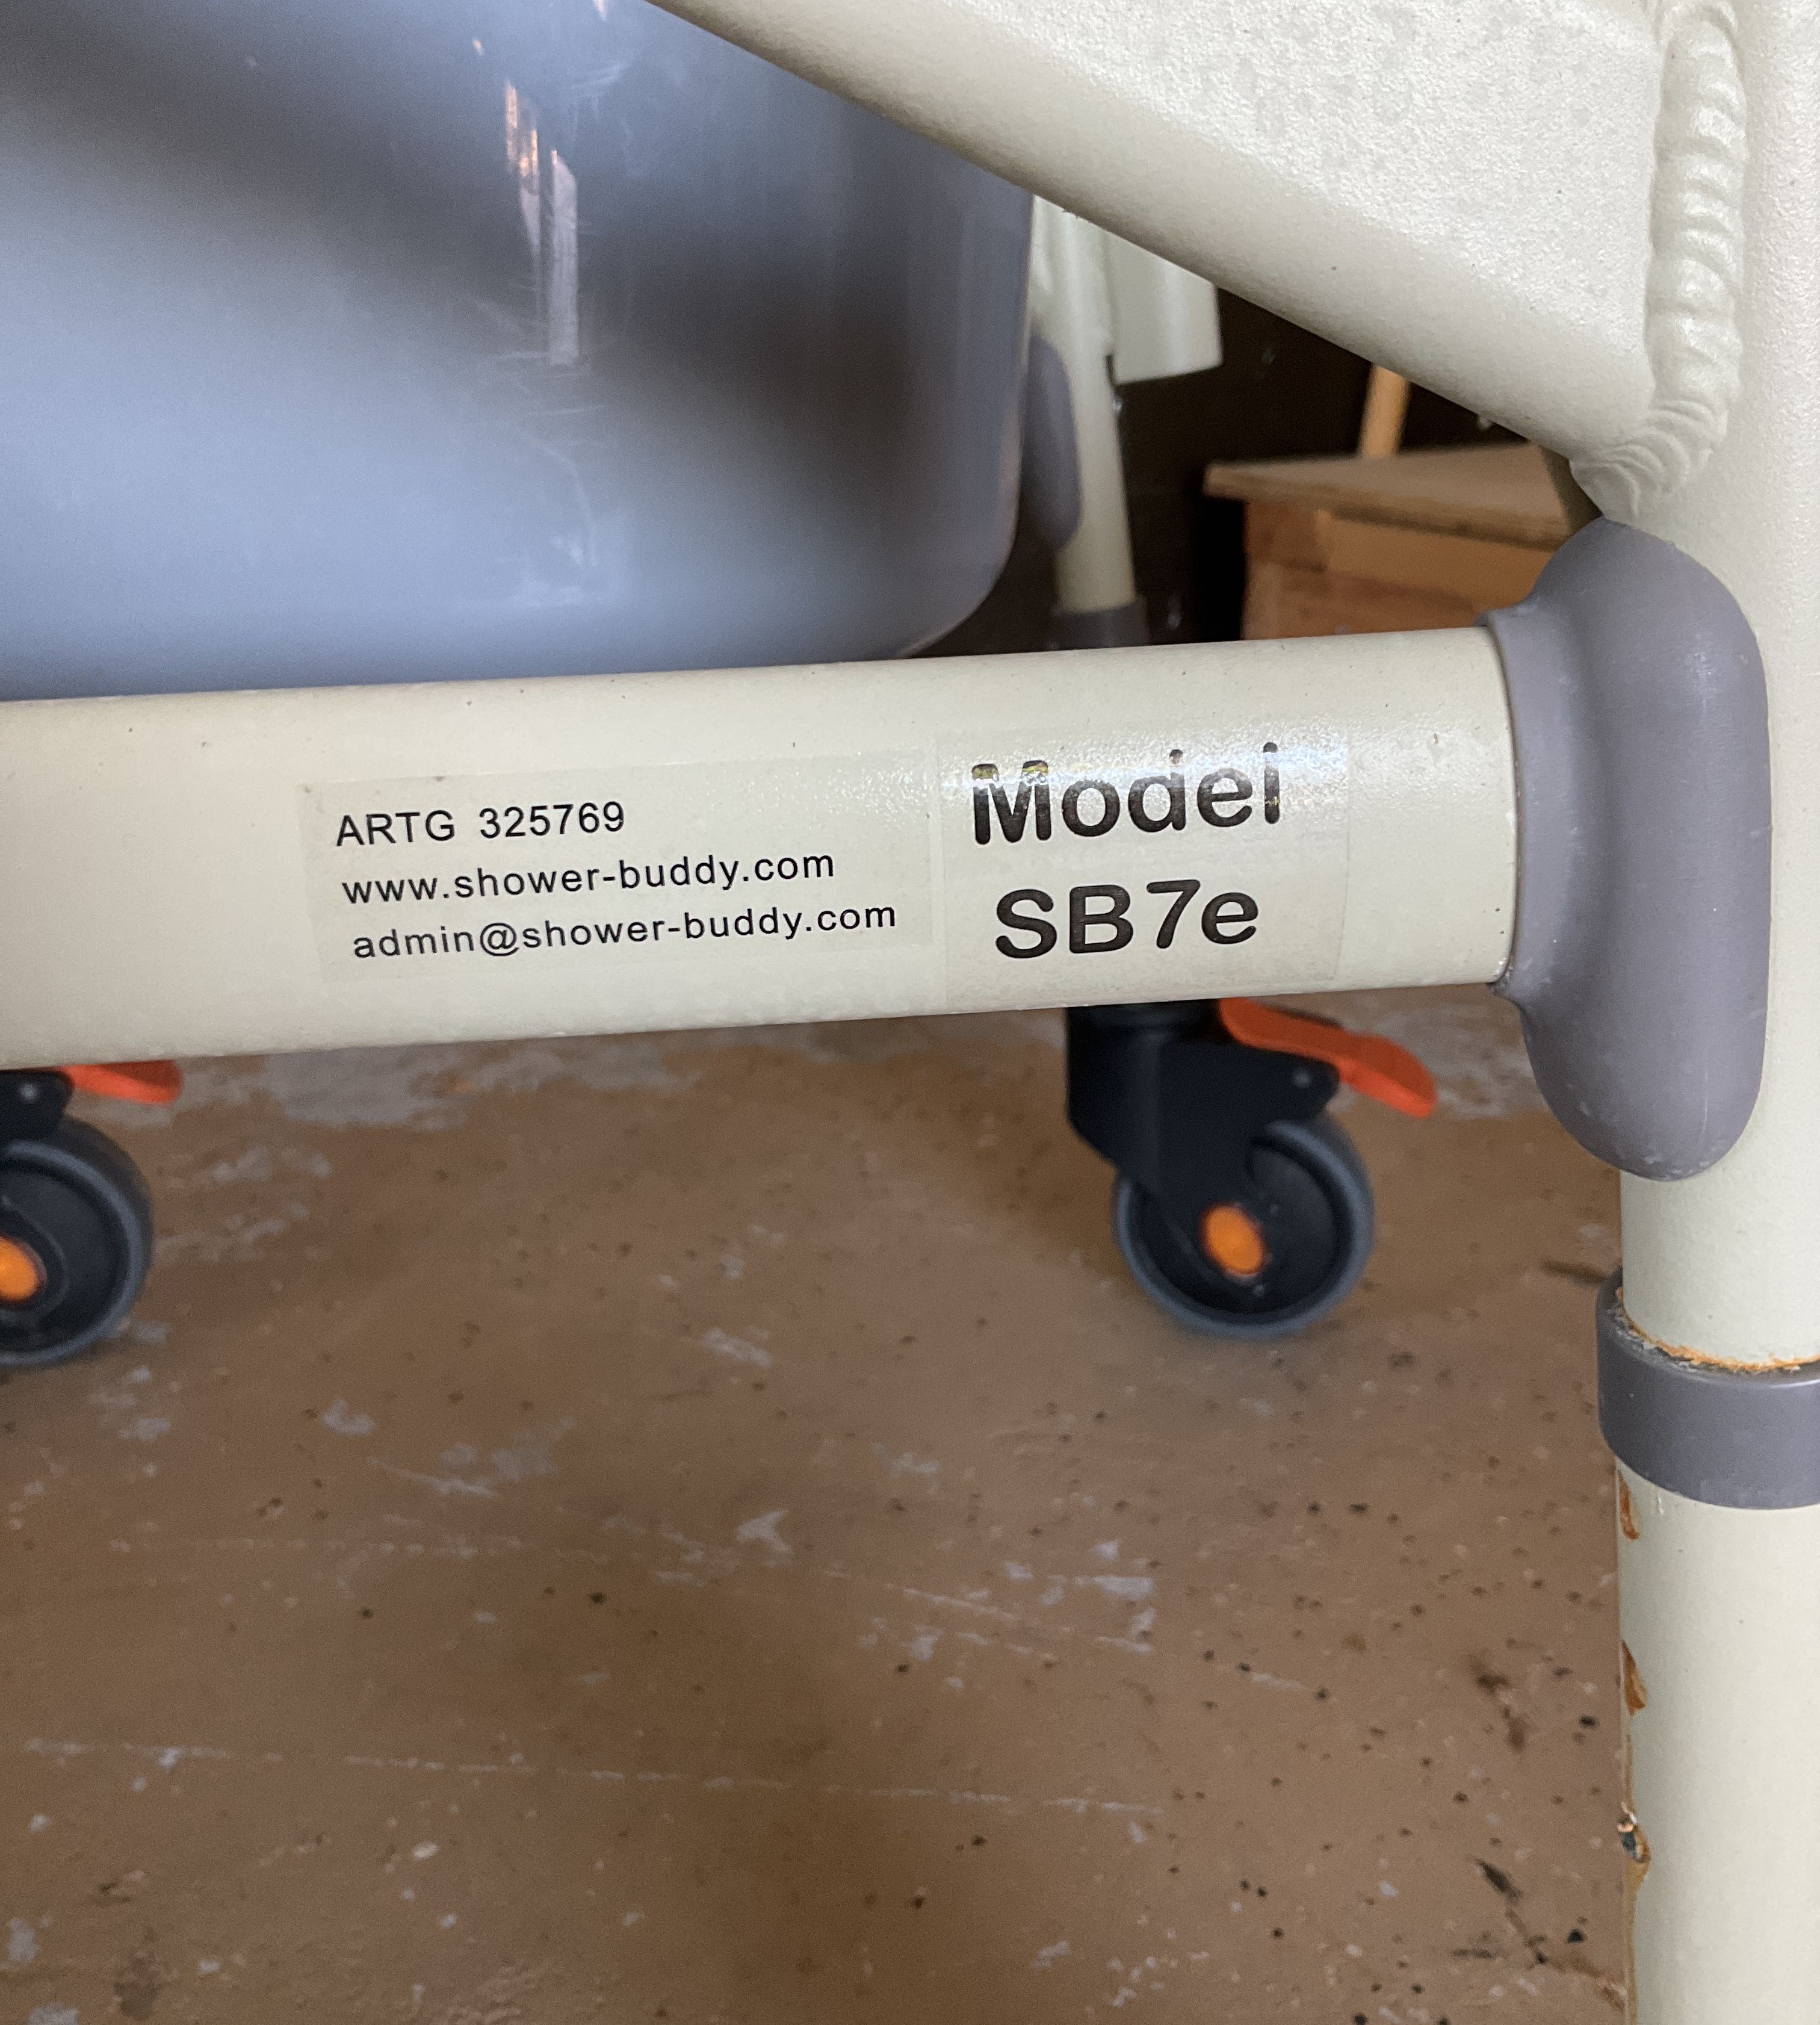 ARTG 325769
www.shower-buddy.com
admin@shower-buddy.com
Model
SB7e